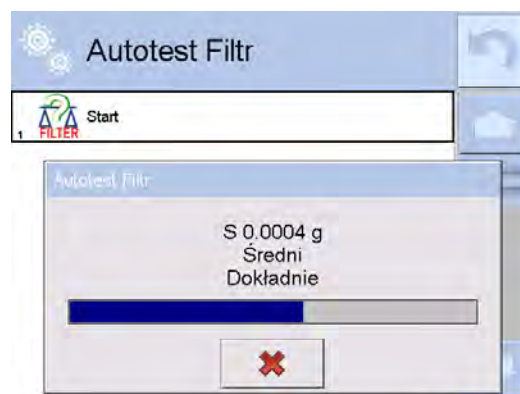 Autotest Filtr
1 FILTER Start
Autotest Filtr
S 0.0004 g
Średni
Dokładnie